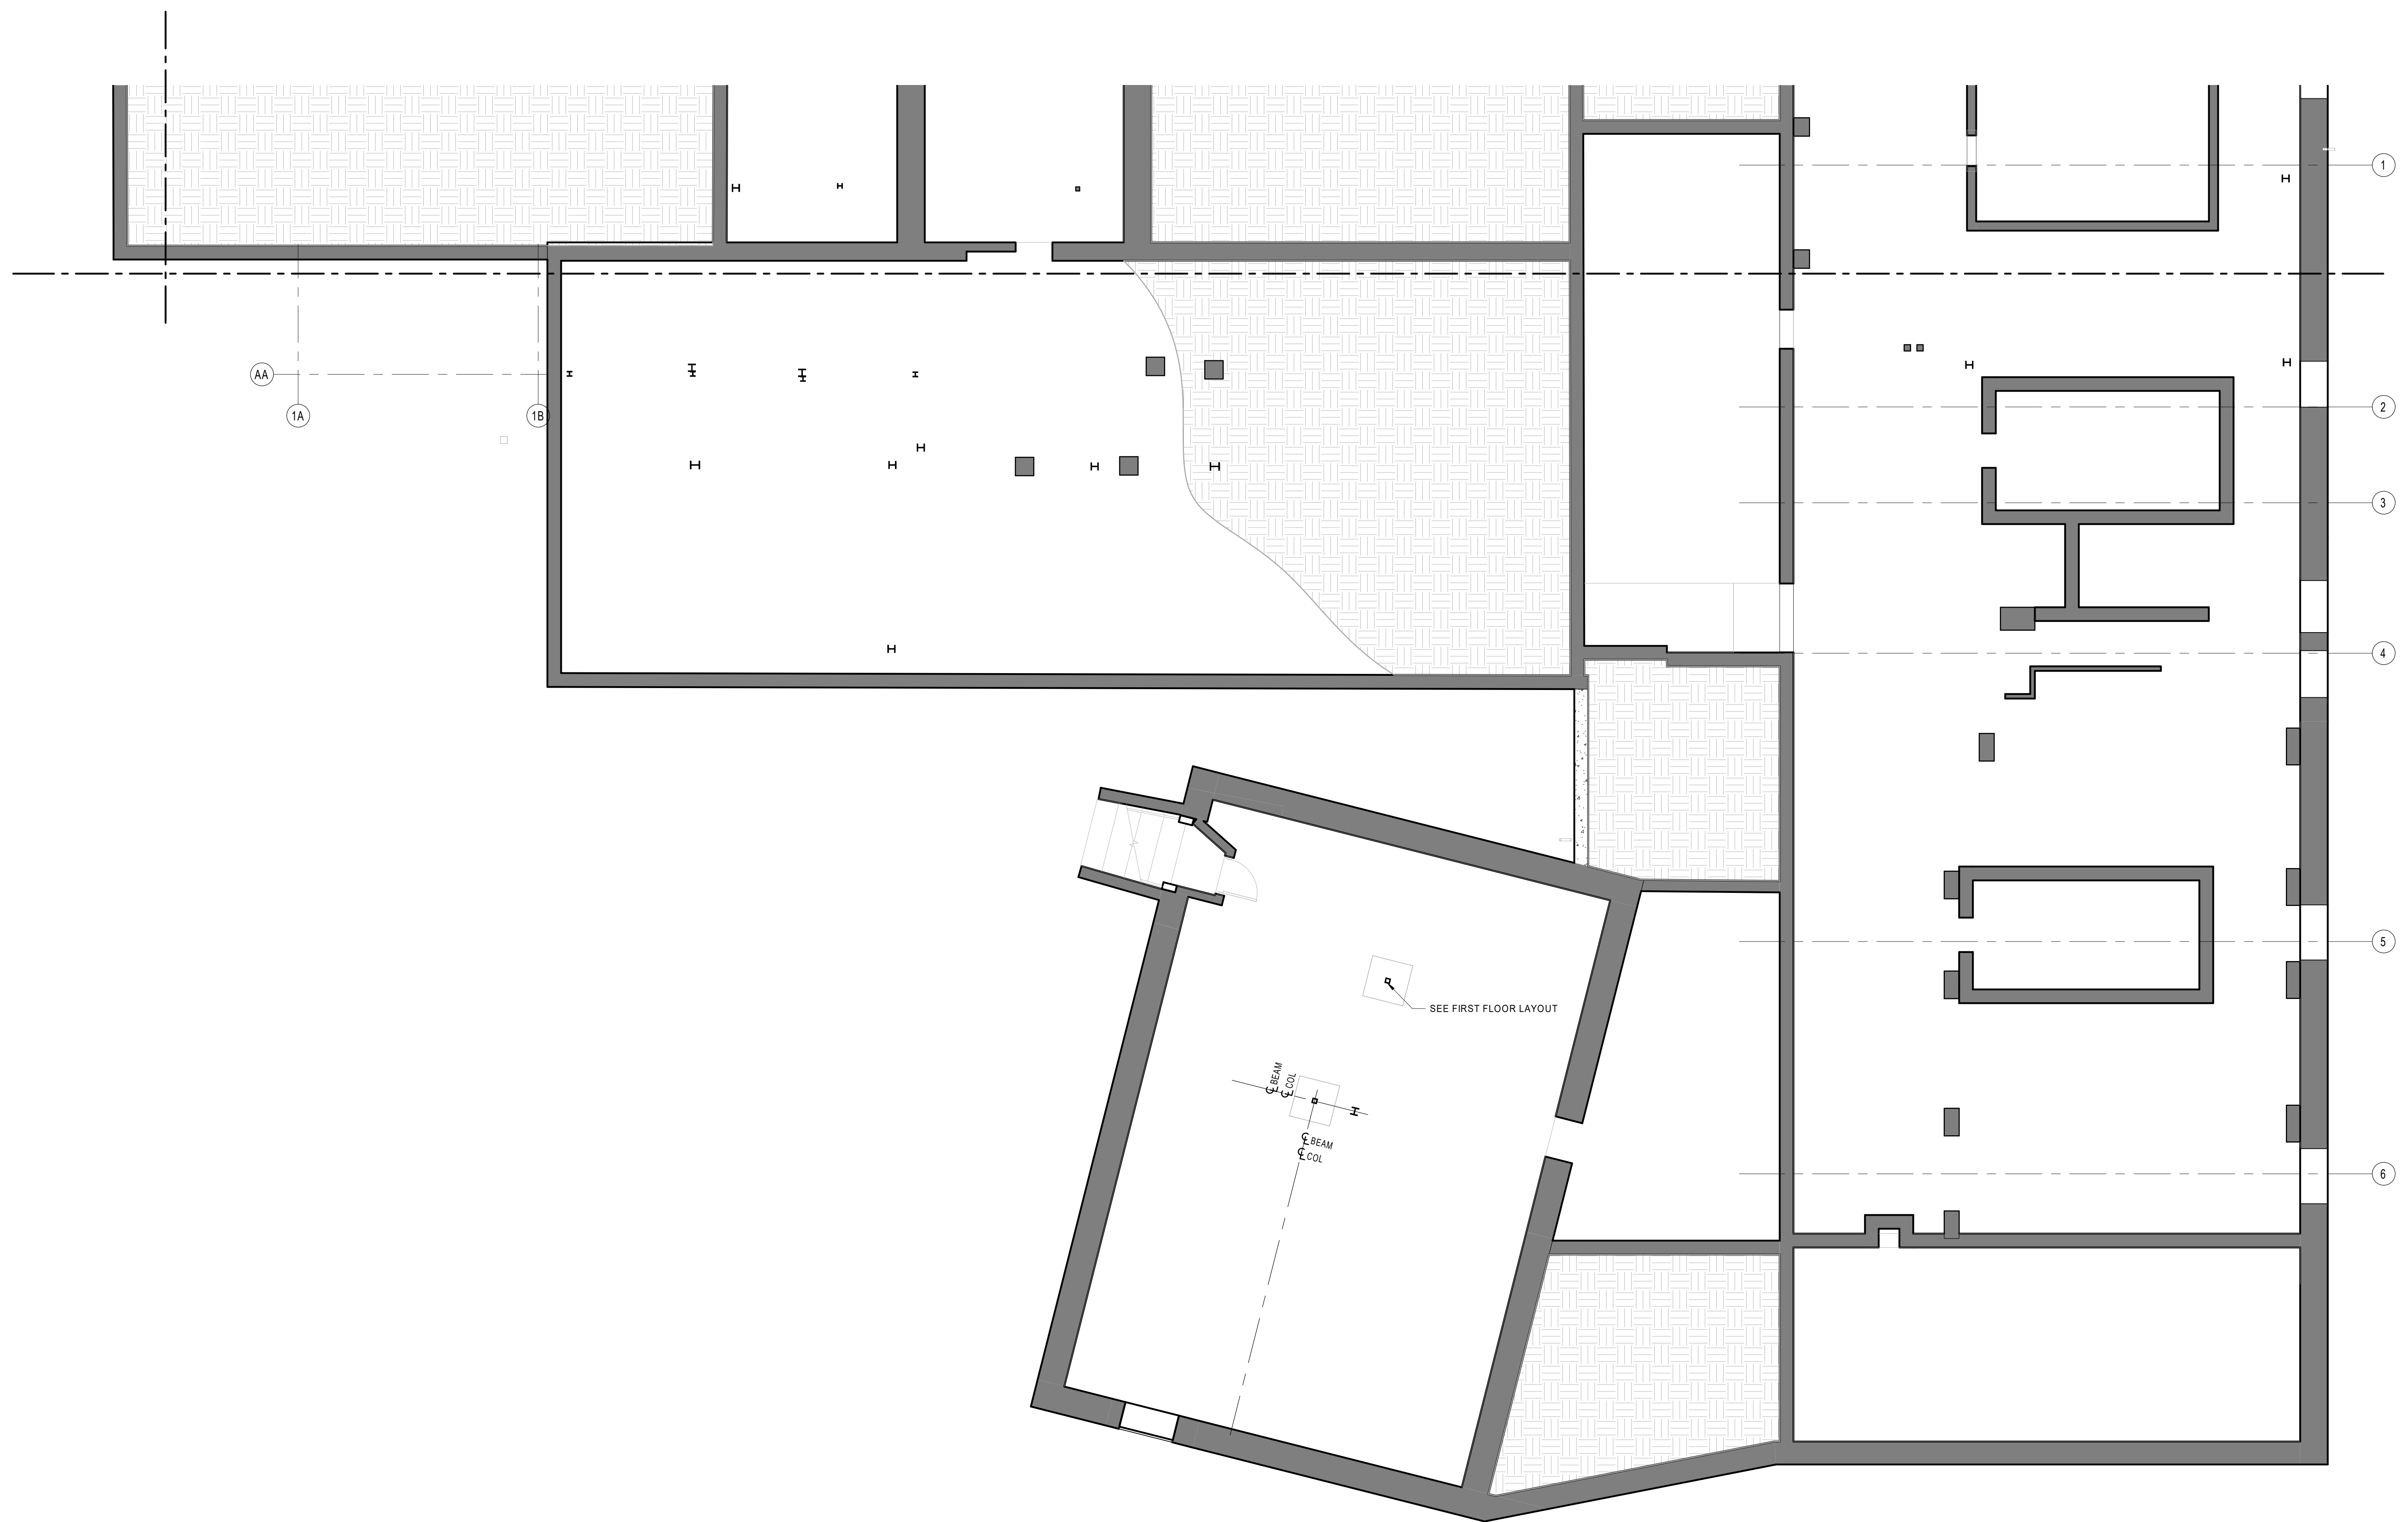 1
AA
1A
1B
2
3
4
5
SEE FIRST FLOOR LAYOUT
℄ BEAM
℄ COL
℄ BEAM
℄ COL
6